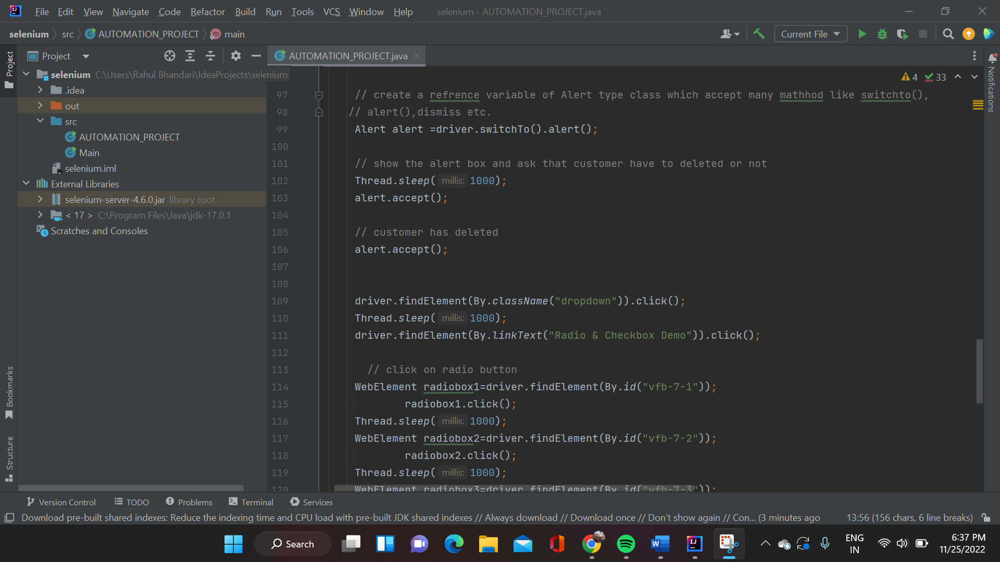 File Edit View Navigate Code Refactor Build Run Tools VCS Window Help selenium - AUTOMATION_PROJECT.java
selenium src AUTOMATION_PROJECT main Current File
Project
Project
AUTOMATION_PROJECT.java
selenium C:\Users\Rahul Bhandari\IdeaProjects\selenium
.idea
out
src
AUTOMATION_PROJECT
Main
selenium.iml
External Libraries
selenium-server-4.6.0.jar library root
< 17 > C:\Program Files\Java\jdk-17.0.1
Scratches and Consoles
Bookmarks
Structure
4 33
Notifications
97 // create a refrence variable of Alert type class which accept many mathhod like switchto(),
98 // alert(),dismiss etc.
99 Alert alert =driver.switchTo().alert();
100
101 // show the alert box and ask that customer have to deleted or not
102 Thread.sleep( millis: 1000);
103 alert.accept();
104
105 // customer has deleted
106 alert.accept();
107
108
109 driver.findElement(By.className("dropdown")).click();
110 Thread.sleep( millis: 1000);
111 driver.findElement(By.linkText("Radio & Checkbox Demo")).click();
112
113 // click on radio button
114 WebElement radiobox1=driver.findElement(By.id("vfb-7-1"));
115 radiobox1.click();
116 Thread.sleep( millis: 1000);
117 WebElement radiobox2=driver.findElement(By.id("vfb-7-2"));
118 radiobox2.click();
119 Thread.sleep( millis: 1000);
120 WebElement radiobox3=driver.findElement(By.id("vfb-7-3"));
Version Control TODO Problems Terminal Services
Download pre-built shared indexes: Reduce the indexing time and CPU load with pre-built JDK shared indexes // Always download // Download once // Don't show again // Con... (3 minutes ago) 13:56 (156 chars, 6 line breaks)
Search
ENG
IN
6:37 PM
11/25/2022